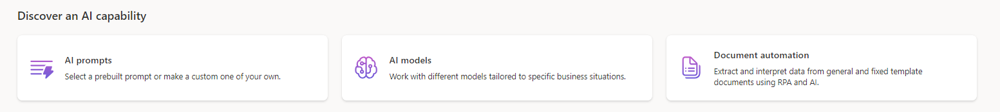 Discover an AI capability
AI prompts
Select a prebuilt prompt or make a custom one of your own.
AI models
Work with different models tailored to specific business situations.
Document automation
Extract and interpret data from general and fixed template
documents using RPA and AI.